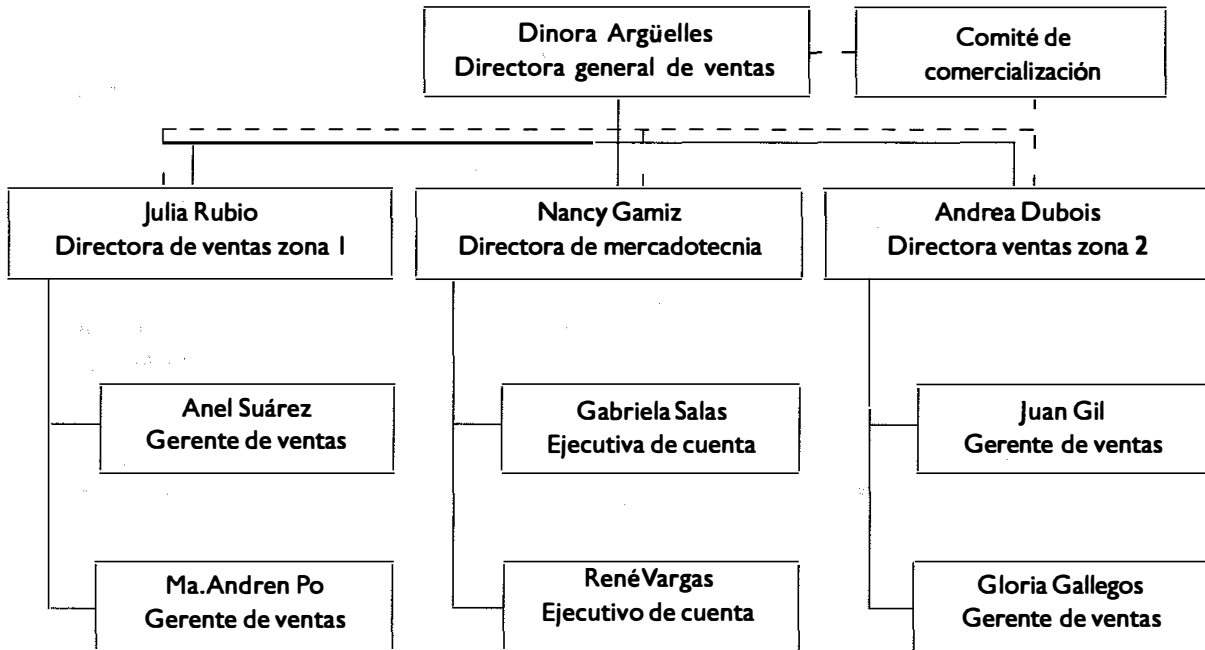 Dinora Argüelles
Directora general de ventas
Comité de
comercialización
Julia Rubio
Directora de ventas zona 1
Nancy Gamiz
Directora de mercadotecnia
Andrea Dubois
Directora ventas zona 2
Anel Suárez
Gerente de ventas
Gabriela Salas
Ejecutiva de cuenta
Juan Gil
Gerente de ventas
Ma. Andren Po
Gerente de ventas
René Vargas
Ejecutivo de cuenta
Gloria Gallegos
Gerente de ventas